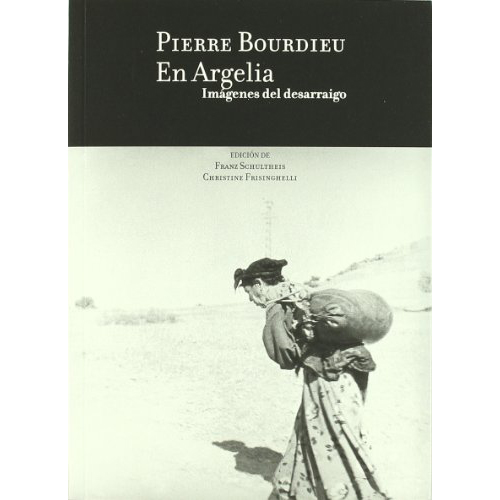 PIERRE BOURDIEU
En Argelia
Imágenes del desarraigo
EDICIÓN DE
FRANZ SCHULTHEIS
CHRISTINE FRISINGHELLI